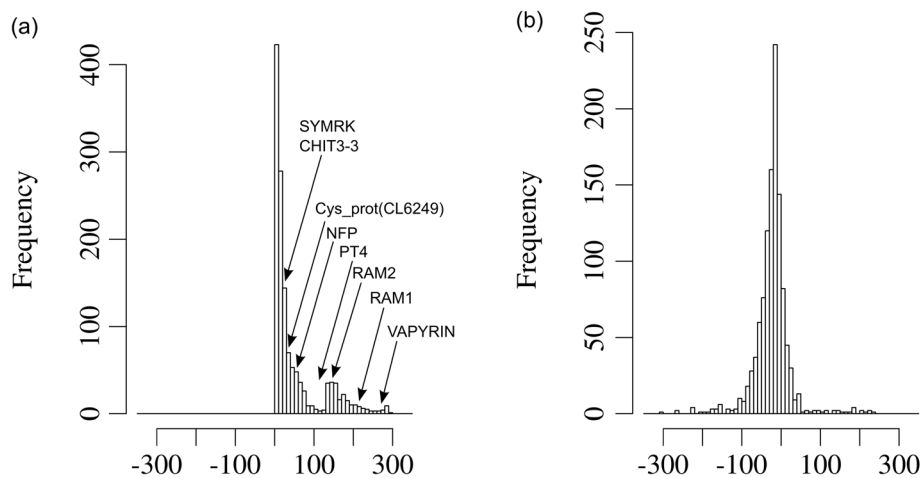 (a)
Frequency
400
300
200
100
0
SYMRK
CHIT3-3
Cys_prot(CL6249)
NFP
PT4
RAM2
RAM1
VAPYRIN
-300 -100 100 300
(b)
Frequency
250
200
150
100
50
0
-300 -100 100 300